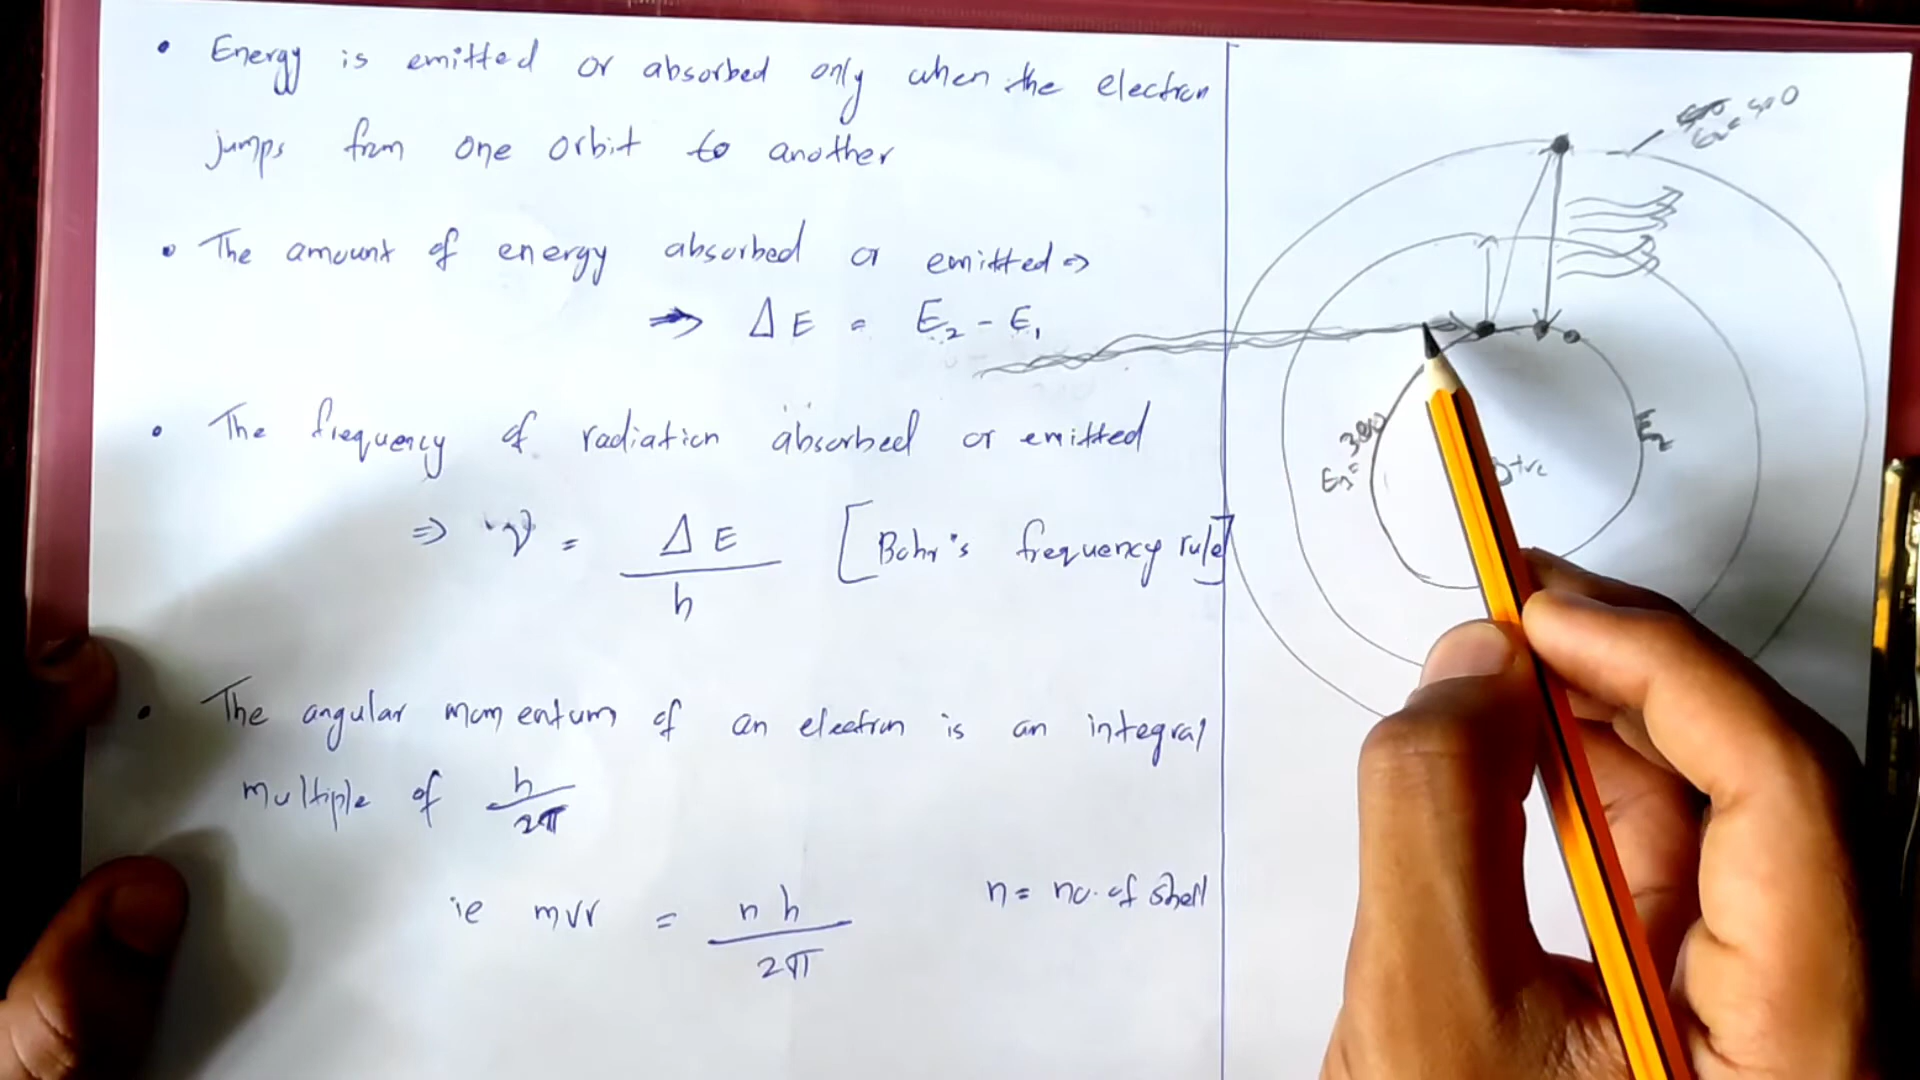 • Energy is emitted or absorbed only when the electron
jumps from one orbit to another
• The amount of energy absorbed or emitted ⇒
⇒ ΔE = E₂ - E₁
• The frequency of radiation absorbed or emitted
⇒ ν = ΔE / h [Bohr's frequency rule]
• The angular momentum of an electron is an integral
multiple of h / 2π
ie mvr = nh / 2π n = no. of shell
+ve